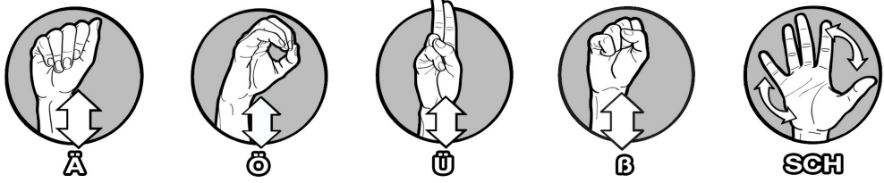 Ä Ö Ü ß SCH